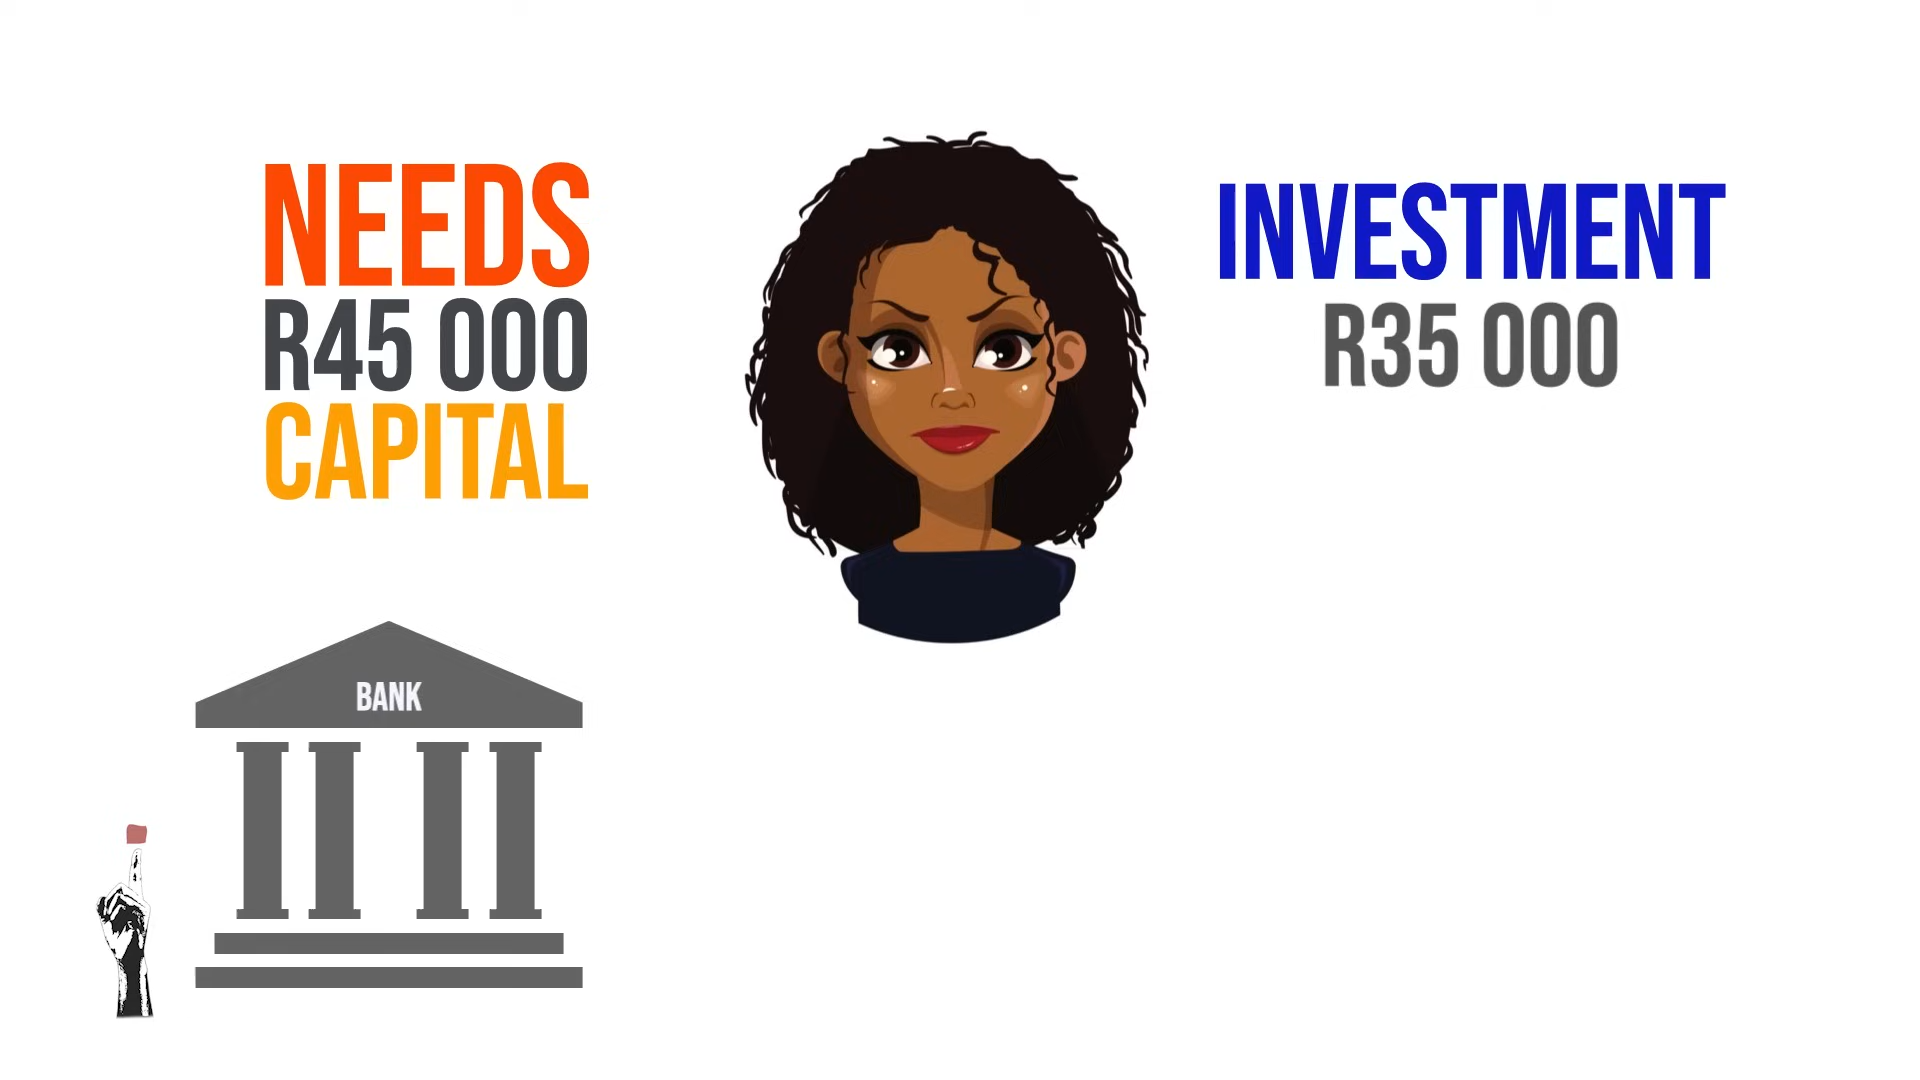 NEEDS
R45 000
CAPITAL
INVESTMENT
R35 000
BANK